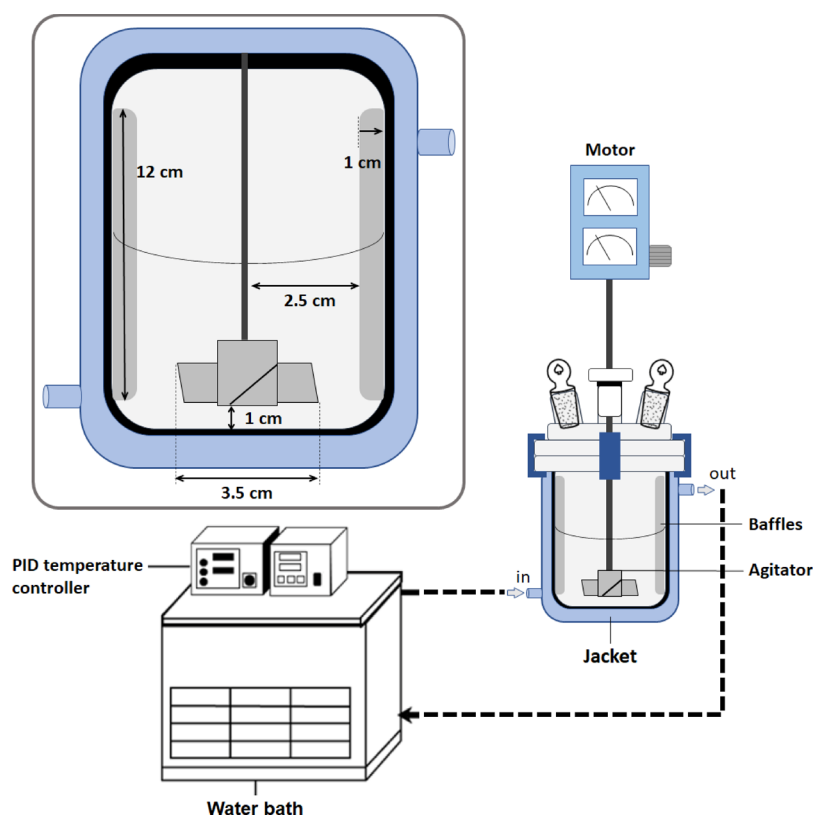 12 cm
1 cm
2.5 cm
1 cm
3.5 cm
Motor
out
Baffles
in
Agitator
Jacket
PID temperature
controller
Water bath